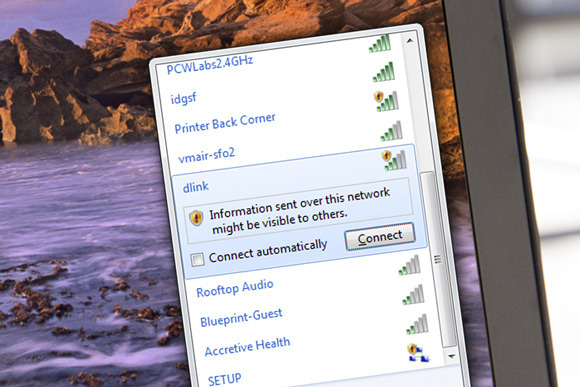 PCWLabs2.4GHz
idgsf
Printer Back Corner
vmair-sfo2
dlink
Information sent over this network
might be visible to others.
Connect automatically
Connect
Rooftop Audio
Blueprint-Guest
Accretive Health
SETUP